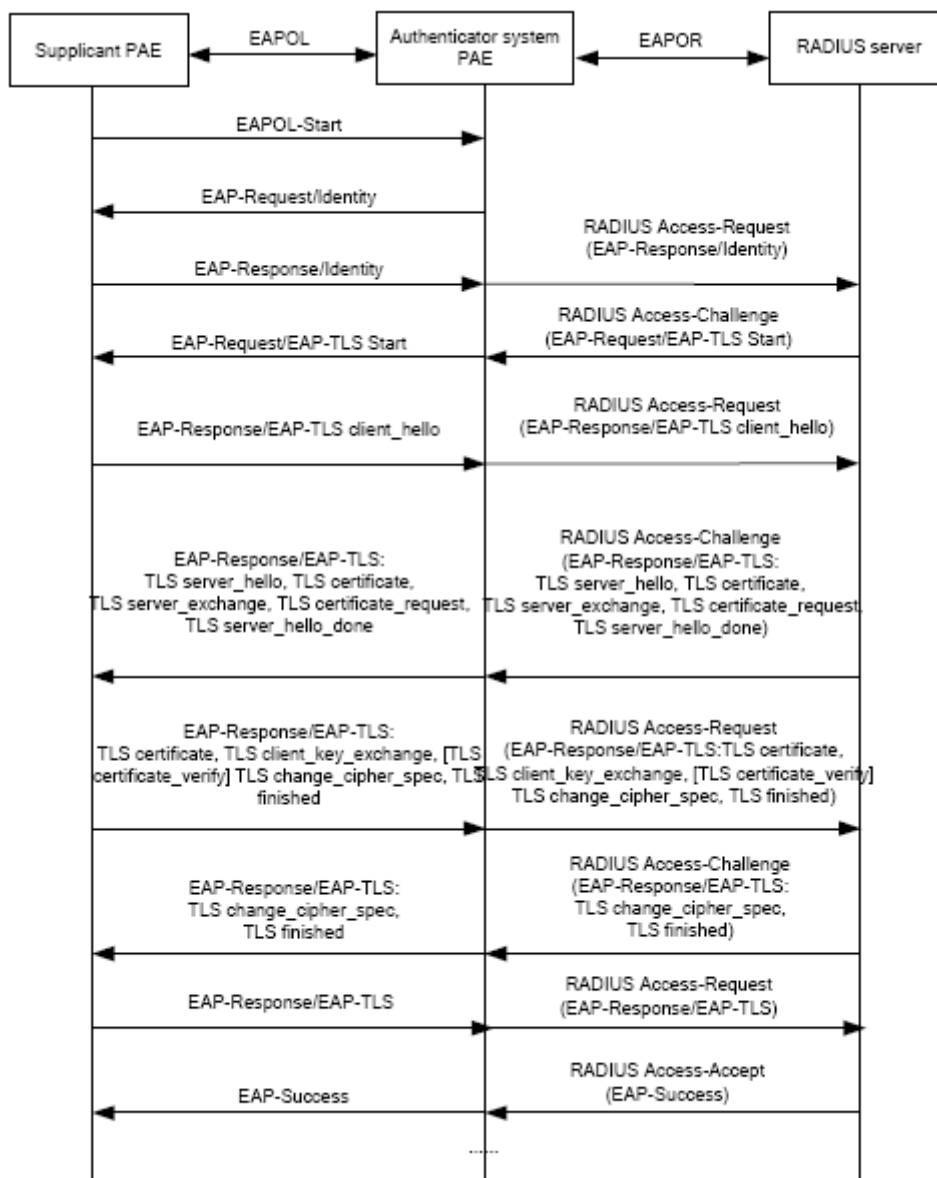 Supplicant PAE
EAPOL
Authenticator system
PAE
EAPOR
RADIUS server
EAPOL-Start
EAP-Request/Identity
RADIUS Access-Request
(EAP-Response/Identity)
EAP-Response/Identity
RADIUS Access-Challenge
(EAP-Request/EAP-TLS Start)
EAP-Request/EAP-TLS Start
RADIUS Access-Request
(EAP-Response/EAP-TLS client_hello)
EAP-Response/EAP-TLS client_hello
EAP-Response/EAP-TLS:
TLS server_hello, TLS certificate,
TLS server_exchange, TLS certificate_request,
TLS server_hello_done
RADIUS Access-Challenge
(EAP-Response/EAP-TLS:
TLS server_hello, TLS certificate,
TLS server_exchange, TLS certificate_request,
TLS server_hello_done)
EAP-Response/EAP-TLS:
TLS certificate, TLS client_key_exchange, [TLS
certificate_verify] TLS change_cipher_spec, TLS
finished
RADIUS Access-Request
(EAP-Response/EAP-TLS:TLS certificate,
TLS client_key_exchange, [TLS certificate_verify]
TLS change_cipher_spec, TLS finished)
EAP-Response/EAP-TLS:
TLS change_cipher_spec,
TLS finished
RADIUS Access-Challenge
(EAP-Response/EAP-TLS:
TLS change_cipher_spec,
TLS finished)
EAP-Response/EAP-TLS
RADIUS Access-Request
(EAP-Response/EAP-TLS)
EAP-Success
RADIUS Access-Accept
(EAP-Success)
......